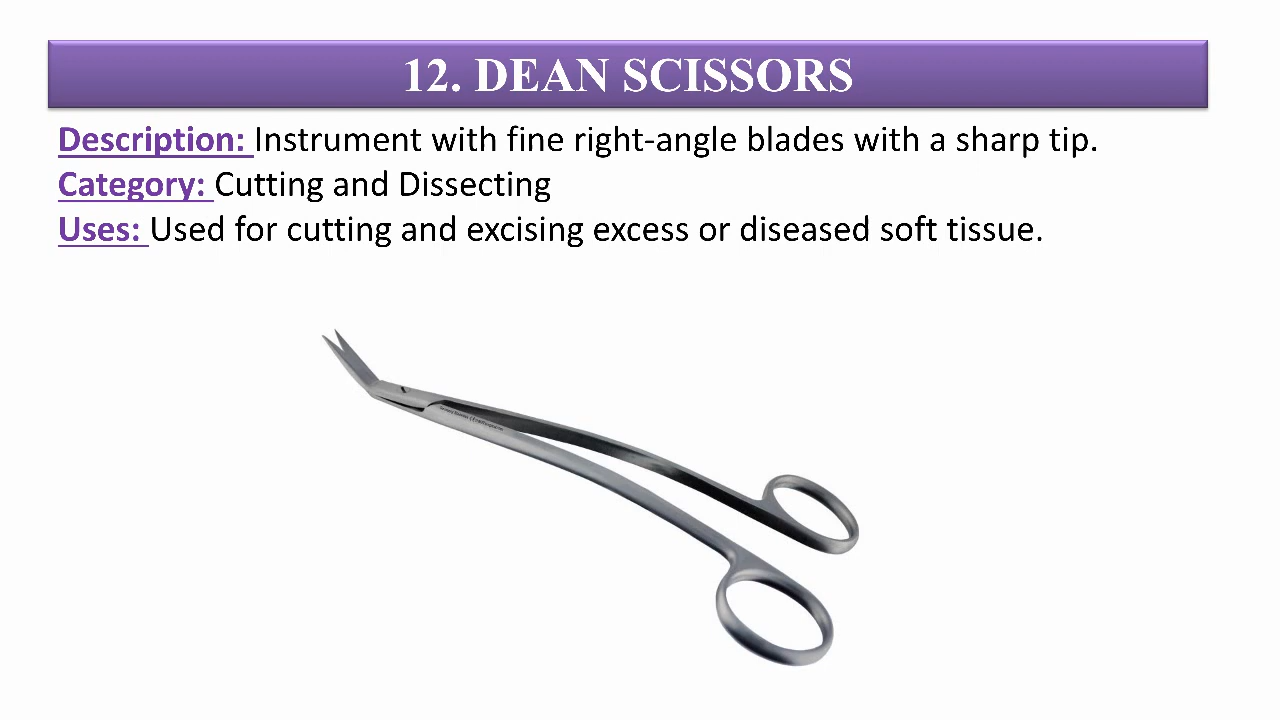 12. DEAN SCISSORS
Description: Instrument with fine right-angle blades with a sharp tip.
Category: Cutting and Dissecting
Uses: Used for cutting and excising excess or diseased soft tissue.